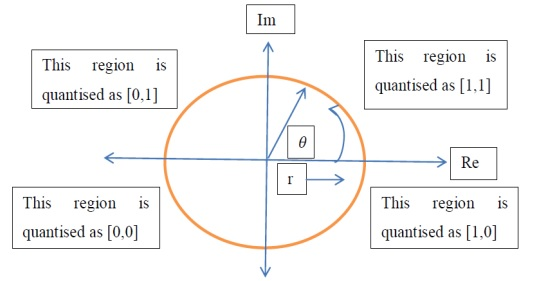 Im
This region is
quantised as [0,1]
This region is
quantised as [1,1]
θ
Re
r
This region is
quantised as [0,0]
This region is
quantised as [1,0]